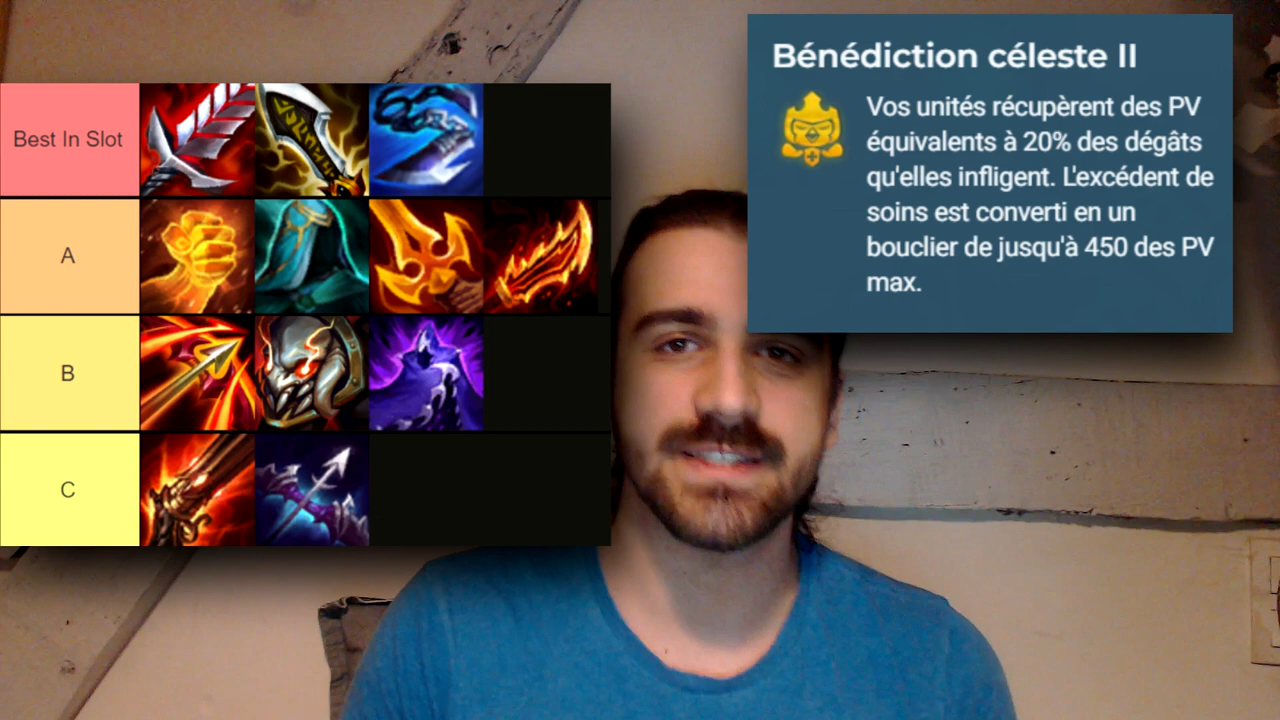 Best In Slot
A
B
C
Bénédiction céleste II
Vos unités récupèrent des PV
équivalents à 20% des dégâts
qu'elles infligent. L'excédent de
soins est converti en un
bouclier de jusqu'à 450 des PV
max.